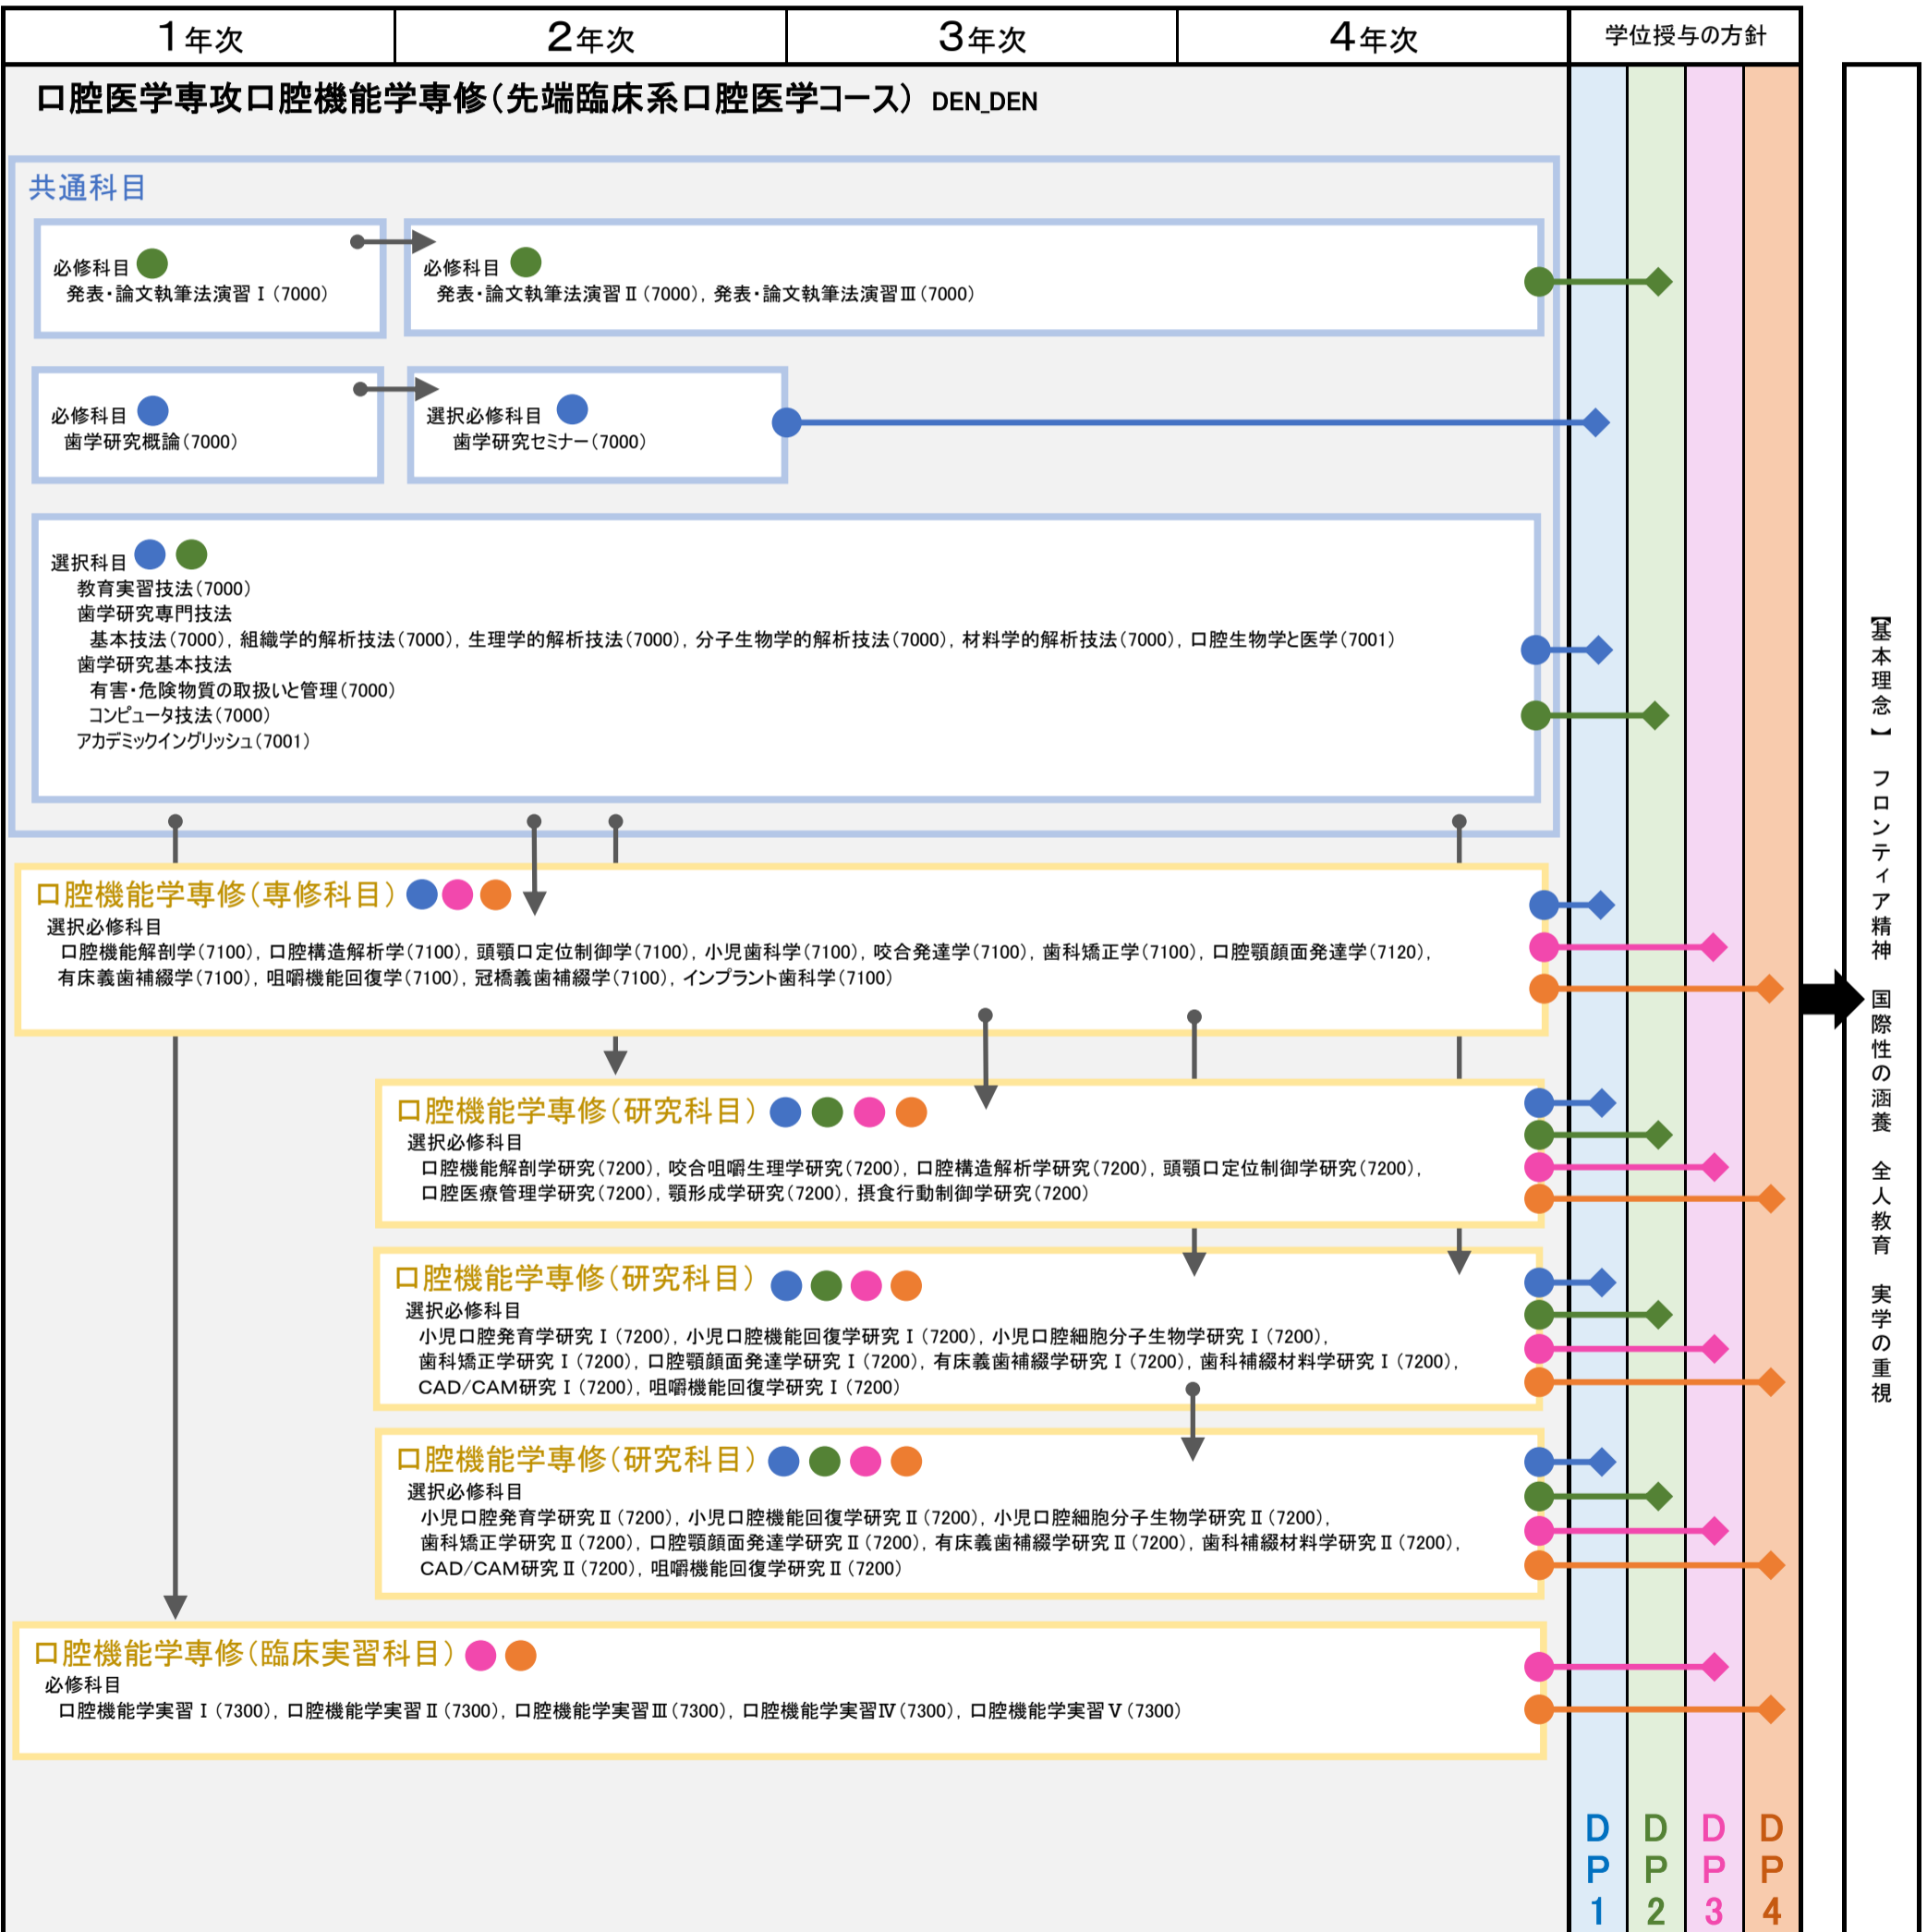 1年次
2年次
3年次
4年次
学位授与の方針
口腔医学専攻口腔機能学専修（先端臨床系口腔医学コース） DEN_DEN
共通科目
必修科目
発表・論文執筆法演習Ⅰ（7000）
必修科目
発表・論文執筆法演習Ⅱ（7000），発表・論文執筆法演習Ⅲ（7000）
必修科目
歯学研究概論（7000）
選択必修科目
歯学研究セミナー（7000）
選択科目
教育実習技法（7000）
歯学研究専門技法
基本技法（7000），組織学的解析技法（7000），生理学的解析技法（7000），分子生物学的解析技法（7000），材料学的解析技法（7000），口腔生物学と医学（7001）
歯学研究基本技法
有害・危険物質の取扱いと管理（7000）
コンピュータ技法（7000）
アカデミックイングリッシュ（7001）
口腔機能学専修（専修科目）
選択必修科目
口腔機能解剖学（7100），口腔構造解析学（7100），頭顎口定位制御学（7100），小児歯科学（7100），咬合発達学（7100），歯科矯正学（7100），口腔顎顔面発達学（7120），
有床義歯補綴学（7100），咀嚼機能回復学（7100），冠橋義歯補綴学（7100），インプラント歯科学（7100）
口腔機能学専修（研究科目）
選択必修科目
口腔機能解剖学研究（7200），咬合咀嚼生理学研究（7200），口腔構造解析学研究（7200），頭顎口定位制御学研究（7200），
口腔医療管理学研究（7200），顎形成学研究（7200），摂食行動制御学研究（7200）
口腔機能学専修（研究科目）
選択必修科目
小児口腔発育学研究Ⅰ（7200），小児口腔機能回復学研究Ⅰ（7200），小児口腔細胞分子生物学研究Ⅰ（7200），
歯科矯正学研究Ⅰ（7200），口腔顎顔面発達学研究Ⅰ（7200），有床義歯補綴学研究Ⅰ（7200），歯科補綴材料学研究Ⅰ（7200），
CAD/CAM研究Ⅰ（7200），咀嚼機能回復学研究Ⅰ（7200）
口腔機能学専修（研究科目）
選択必修科目
小児口腔発育学研究Ⅱ（7200），小児口腔機能回復学研究Ⅱ（7200），小児口腔細胞分子生物学研究Ⅱ（7200），
歯科矯正学研究Ⅱ（7200），口腔顎顔面発達学研究Ⅱ（7200），有床義歯補綴学研究Ⅱ（7200），歯科補綴材料学研究Ⅱ（7200），
CAD/CAM研究Ⅱ（7200），咀嚼機能回復学研究Ⅱ（7200）
口腔機能学専修（臨床実習科目）
必修科目
口腔機能学実習Ⅰ（7300），口腔機能学実習Ⅱ（7300），口腔機能学実習Ⅲ（7300），口腔機能学実習Ⅳ（7300），口腔機能学実習Ⅴ（7300）
DP1
DP2
DP3
DP4
【基本理念】 フロンティア精神 国際性の涵養 全人教育 実学の重視